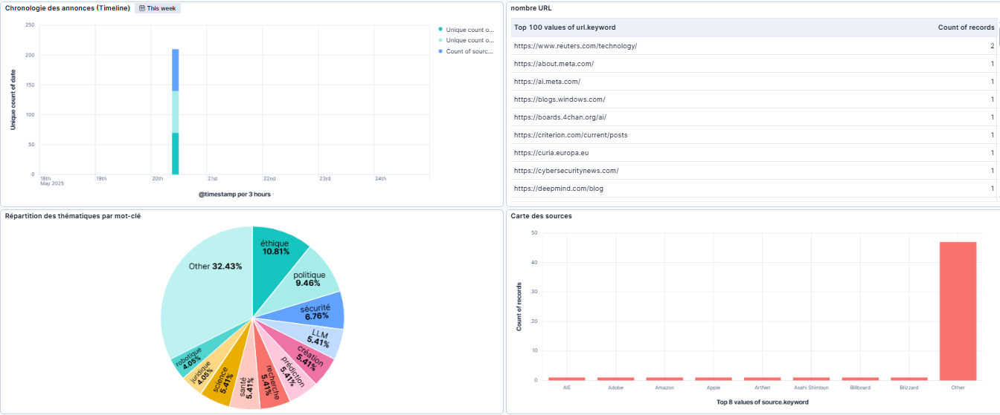 Chronologie des annonces (Timeline) This week
250
200
150
100
50
0
Unique count of date
18th
May 2025
19th
20th
21st
22nd
23rd
24th
@timestamp per 3 hours
Unique count o...
Unique count o...
Count of sourc...
nombre URL
Top 100 values of url.keyword Count of records
https://www.reuters.com/technology/ 2
https://about.meta.com/ 1
https://ai.meta.com/ 1
https://blogs.windows.com/ 1
https://boards.4chan.org/ai/ 1
https://criterion.com/current/posts 1
https://curia.europa.eu 1
https://cybersecuritynews.com/ 1
https://deepmind.com/blog 1
Répartition des thématiques par mot-clé
éthique
10.81%
politique
9.46%
sécurité
6.76%
LLM
5.41%
création
5.41%
prédiction
5.41%
recherche
5.41%
santé
5.41%
science
5.41%
juridique
4.05%
robotique
4.05%
Other 32.43%
Carte des sources
50
40
30
20
10
0
Count of records
AIE
Adobe
Amazon
Apple
ArtNet
Asahi Shimbun
Billboard
Blizzard
Other
Top 8 values of source.keyword